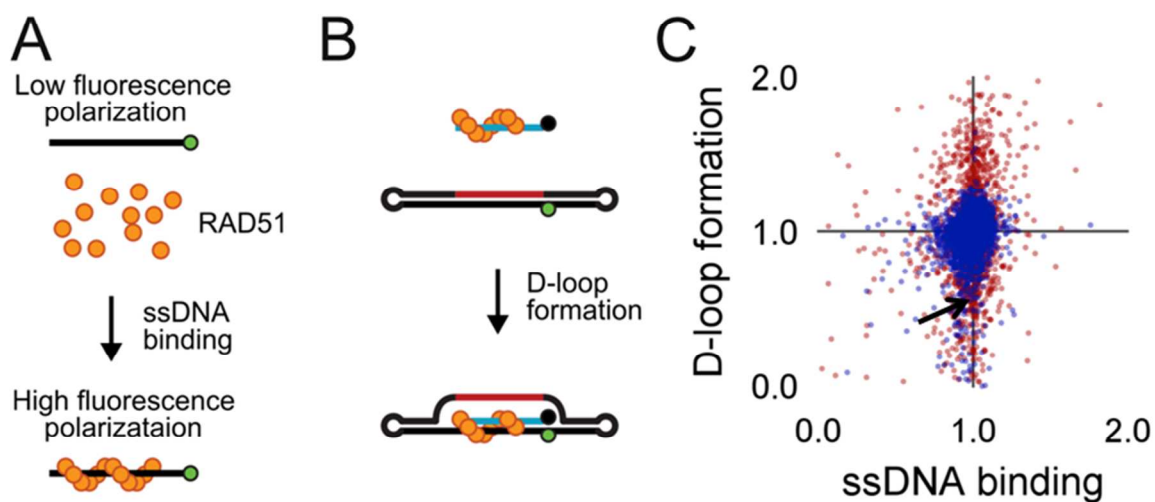 A
Low fluorescence
polarization
RAD51
ssDNA
binding
High fluorescence
polarizataion
B
D-loop
formation
C
D-loop formation
2.0
1.0
0.0
0.0 1.0 2.0
ssDNA binding